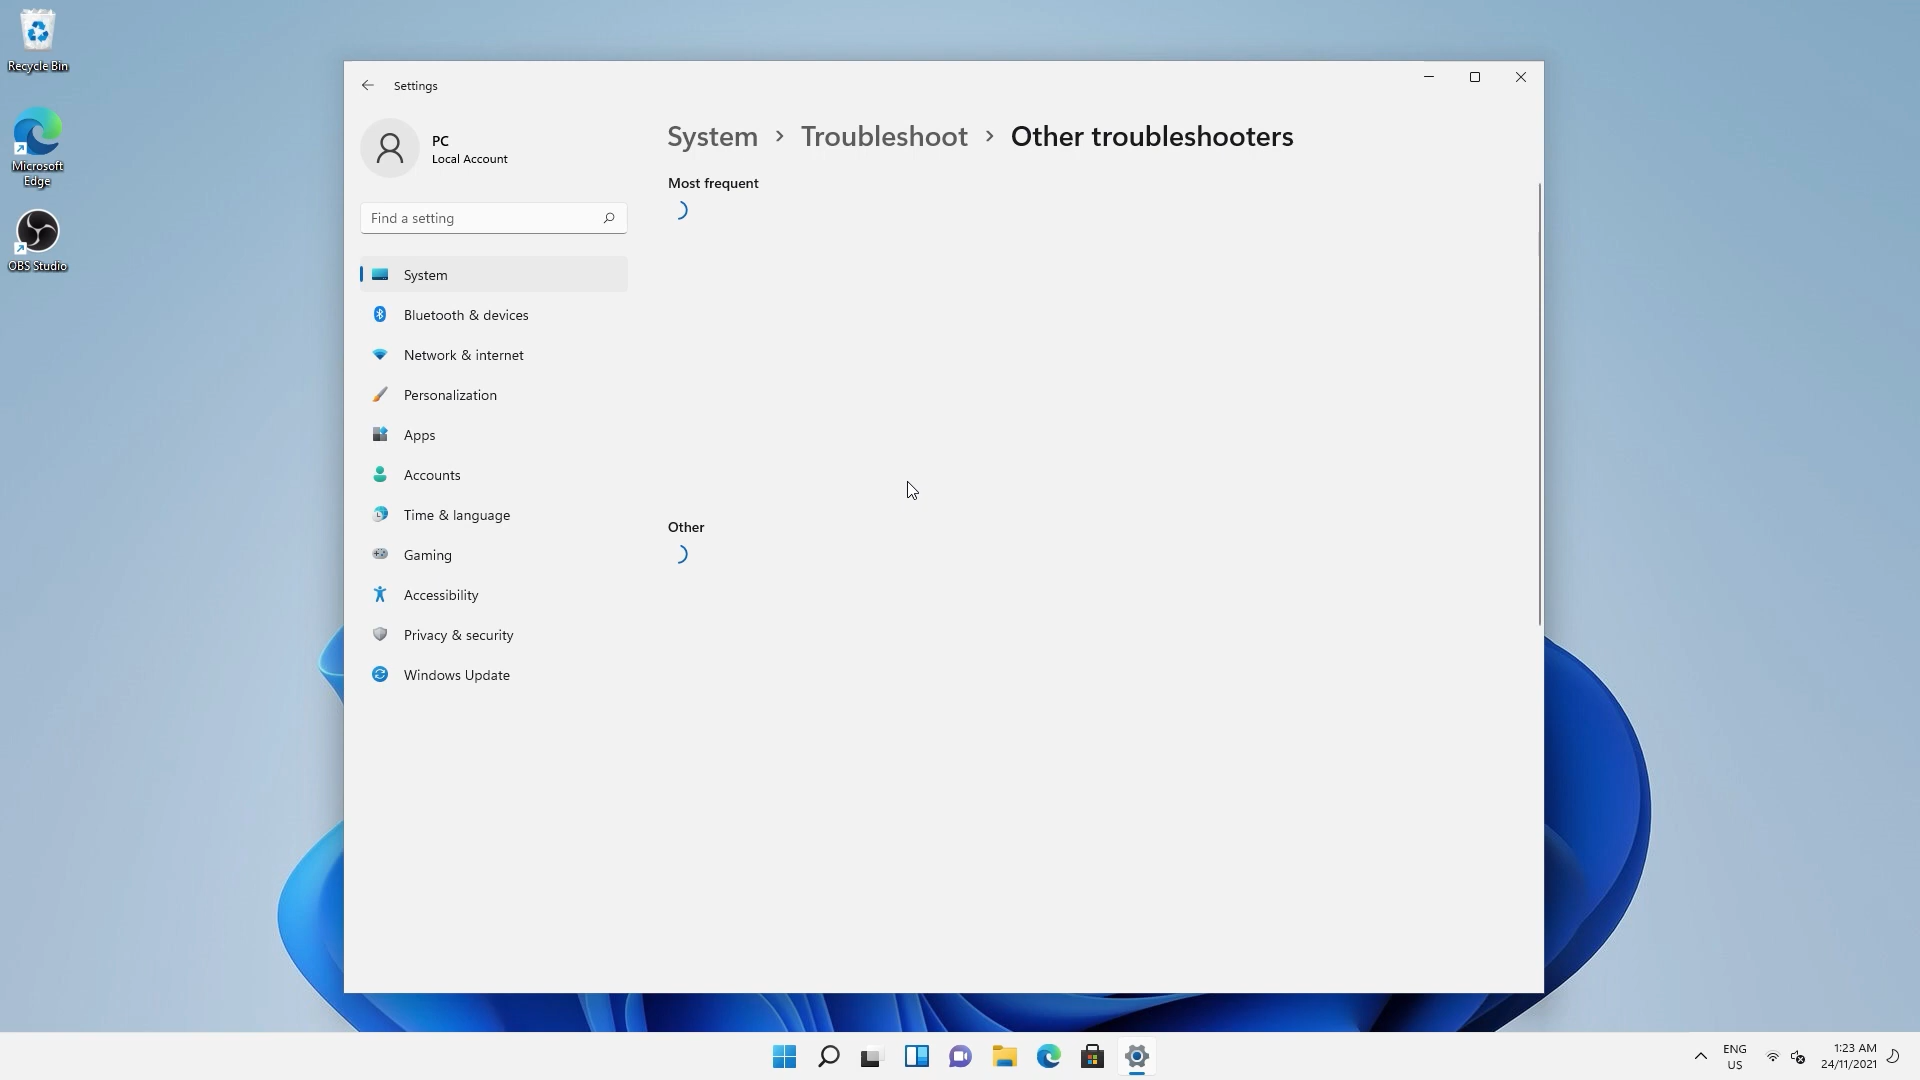 Recycle Bin
Microsoft
Edge
OBS Studio
Settings
PC
Local Account
Find a setting
System
Bluetooth & devices
Network & internet
Personalization
Apps
Accounts
Time & language
Gaming
Accessibility
Privacy & security
Windows Update
System > Troubleshoot > Other troubleshooters
Most frequent
Other
ENG
US
1:23 AM
24/11/2021